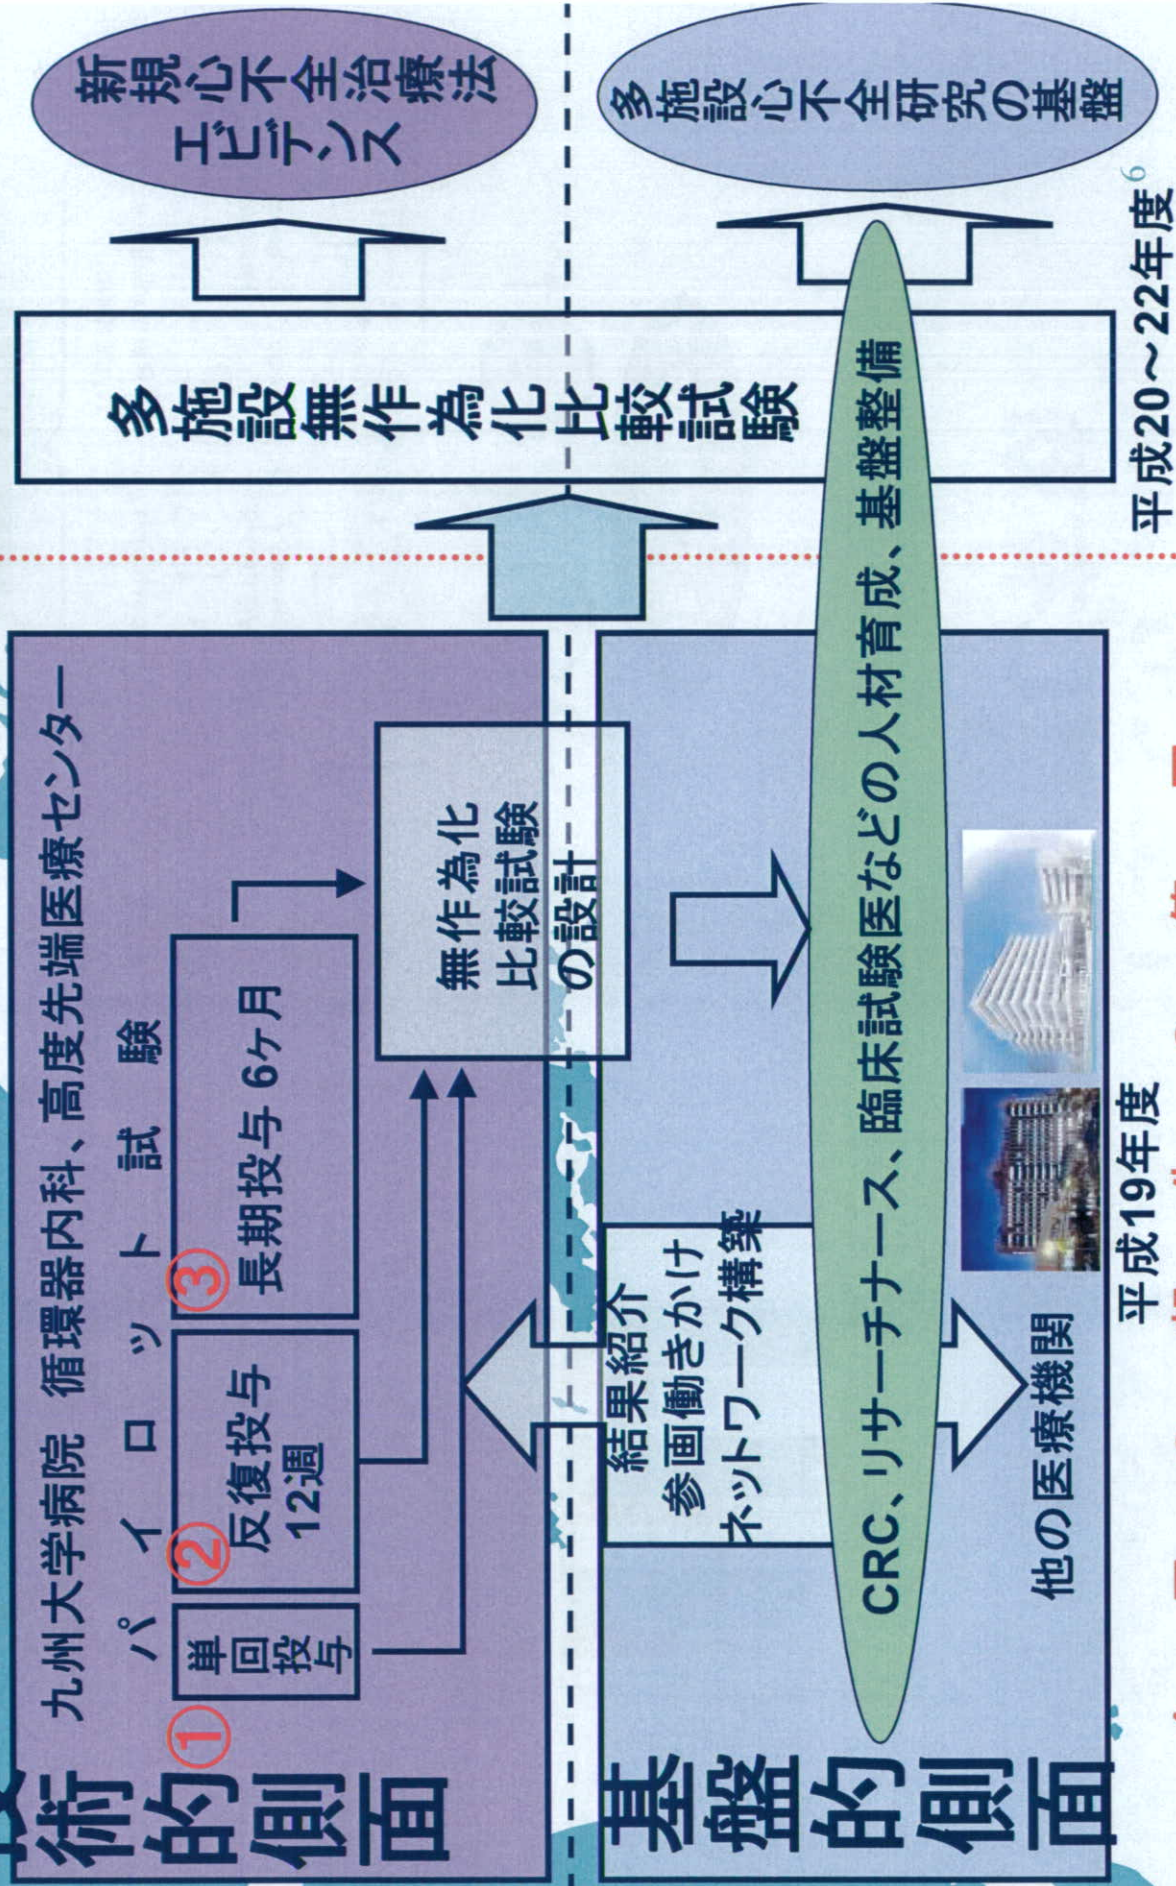 技術的側面
九州大学病院 循環器内科、高度先端医療センター
パイロット試験
①
単回投与
②
反復投与
12週
③
長期投与 6ヶ月
無作為化
比較試験
の設計
多施設無作為化比較試験
新規心不全治療法
エビデンス
基盤的側面
結果紹介
参画働きかけ
ネットワーク構築
CRC、リサーチナース、臨床試験医などの人材育成、基盤整備
他の医療機関
多施設心不全研究の基盤
平成19年度
平成20～22年度
6